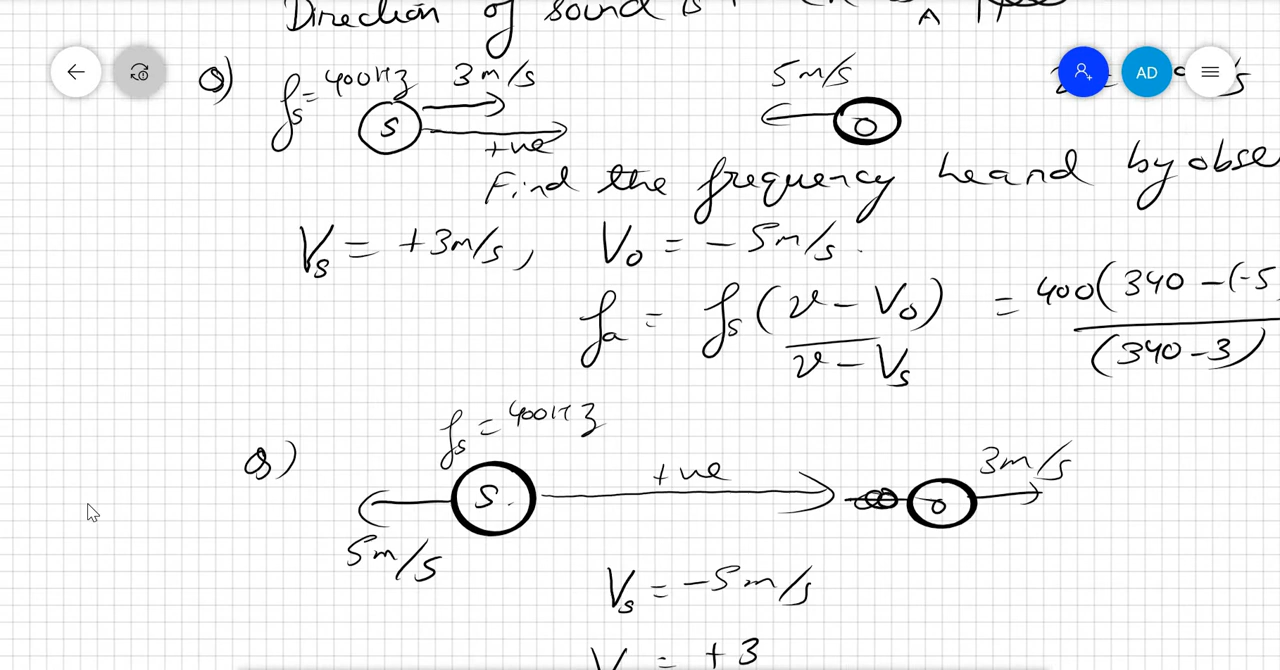 Direction of sound is
Q) fs = 400Hz 3m/s 5m/s
S O
+ve
AD
Find the frequency heard by obse
Vs = +3m/s, Vo = -5m/s.
fa = fs (v - Vo) / v - Vs = 400(340 - (-5 / (340 - 3)
fs = 400Hz
Q) S. +ve O 3m/s
5m/s
Vs = -5m/s
V = +3